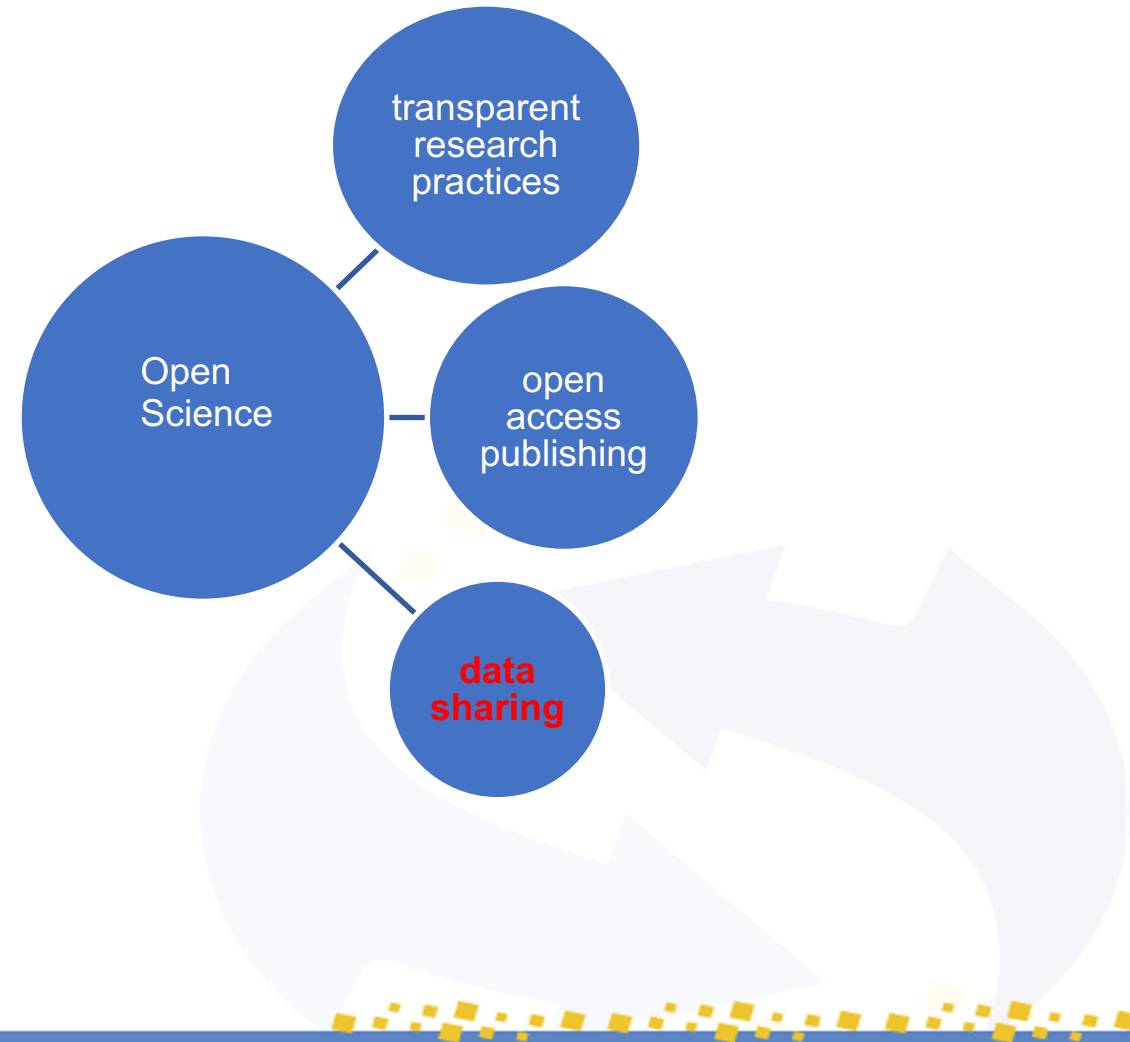 transparent
research
practices
Open
Science
open
access
publishing
data
sharing